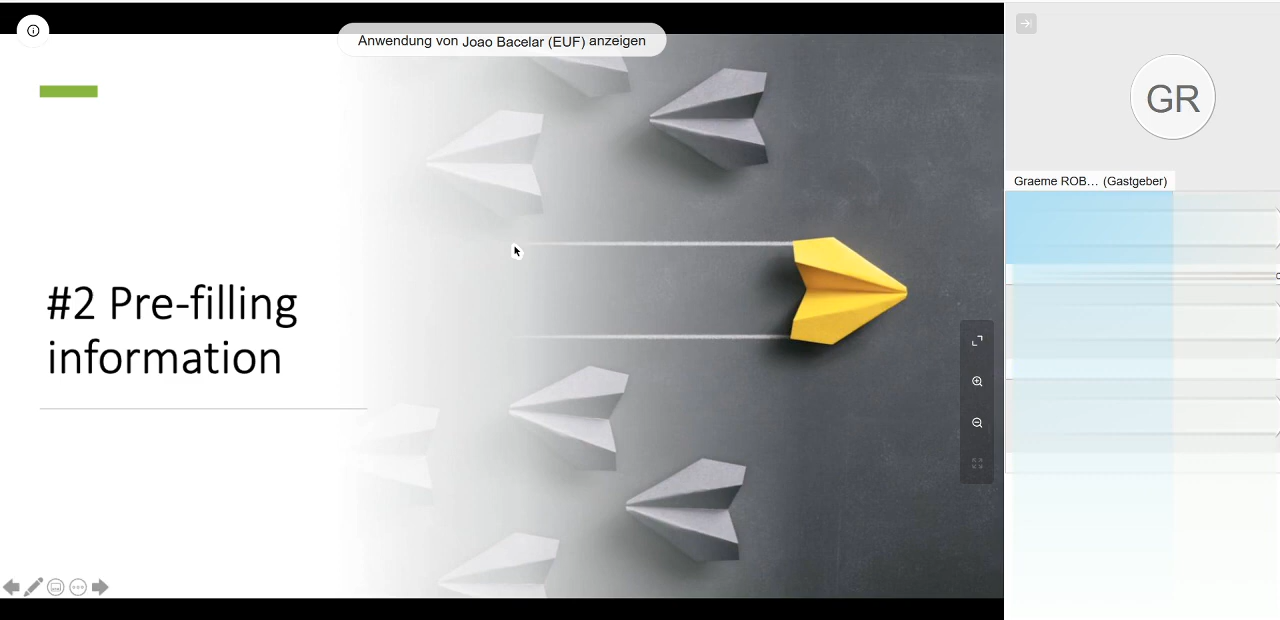 Anwendung von Joao Bacelar (EUF) anzeigen
#2 Pre-filling
information
GR
Graeme ROB... (Gastgeber)